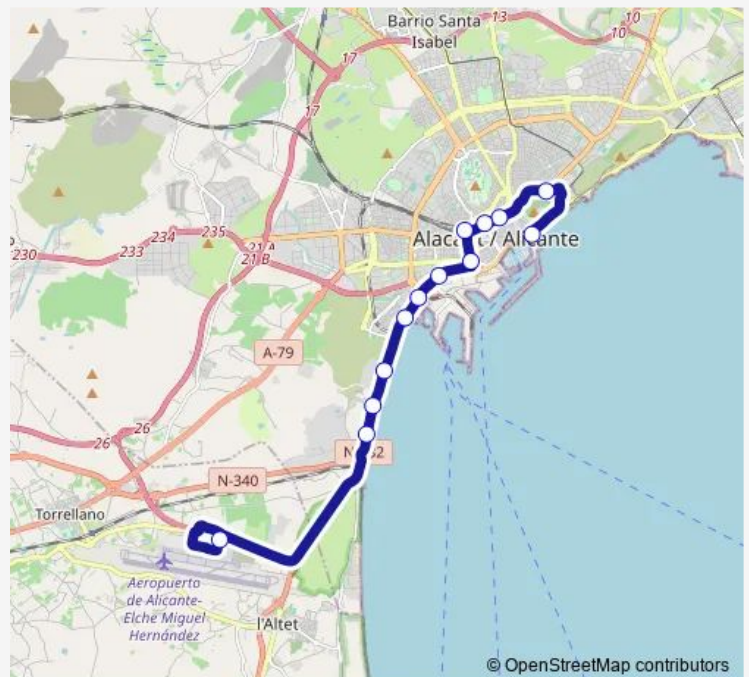 Barrio Santa
Isabel
13
10
10
17
17
17
230
233
234
235
21 A
21 B
Alacant / Alicante
A-79
26
26
N-340
Torrellano
Aeropuerto
de Alicante-
Elche Miguel
Hernández
l'Altet
© OpenStreetMap contributors